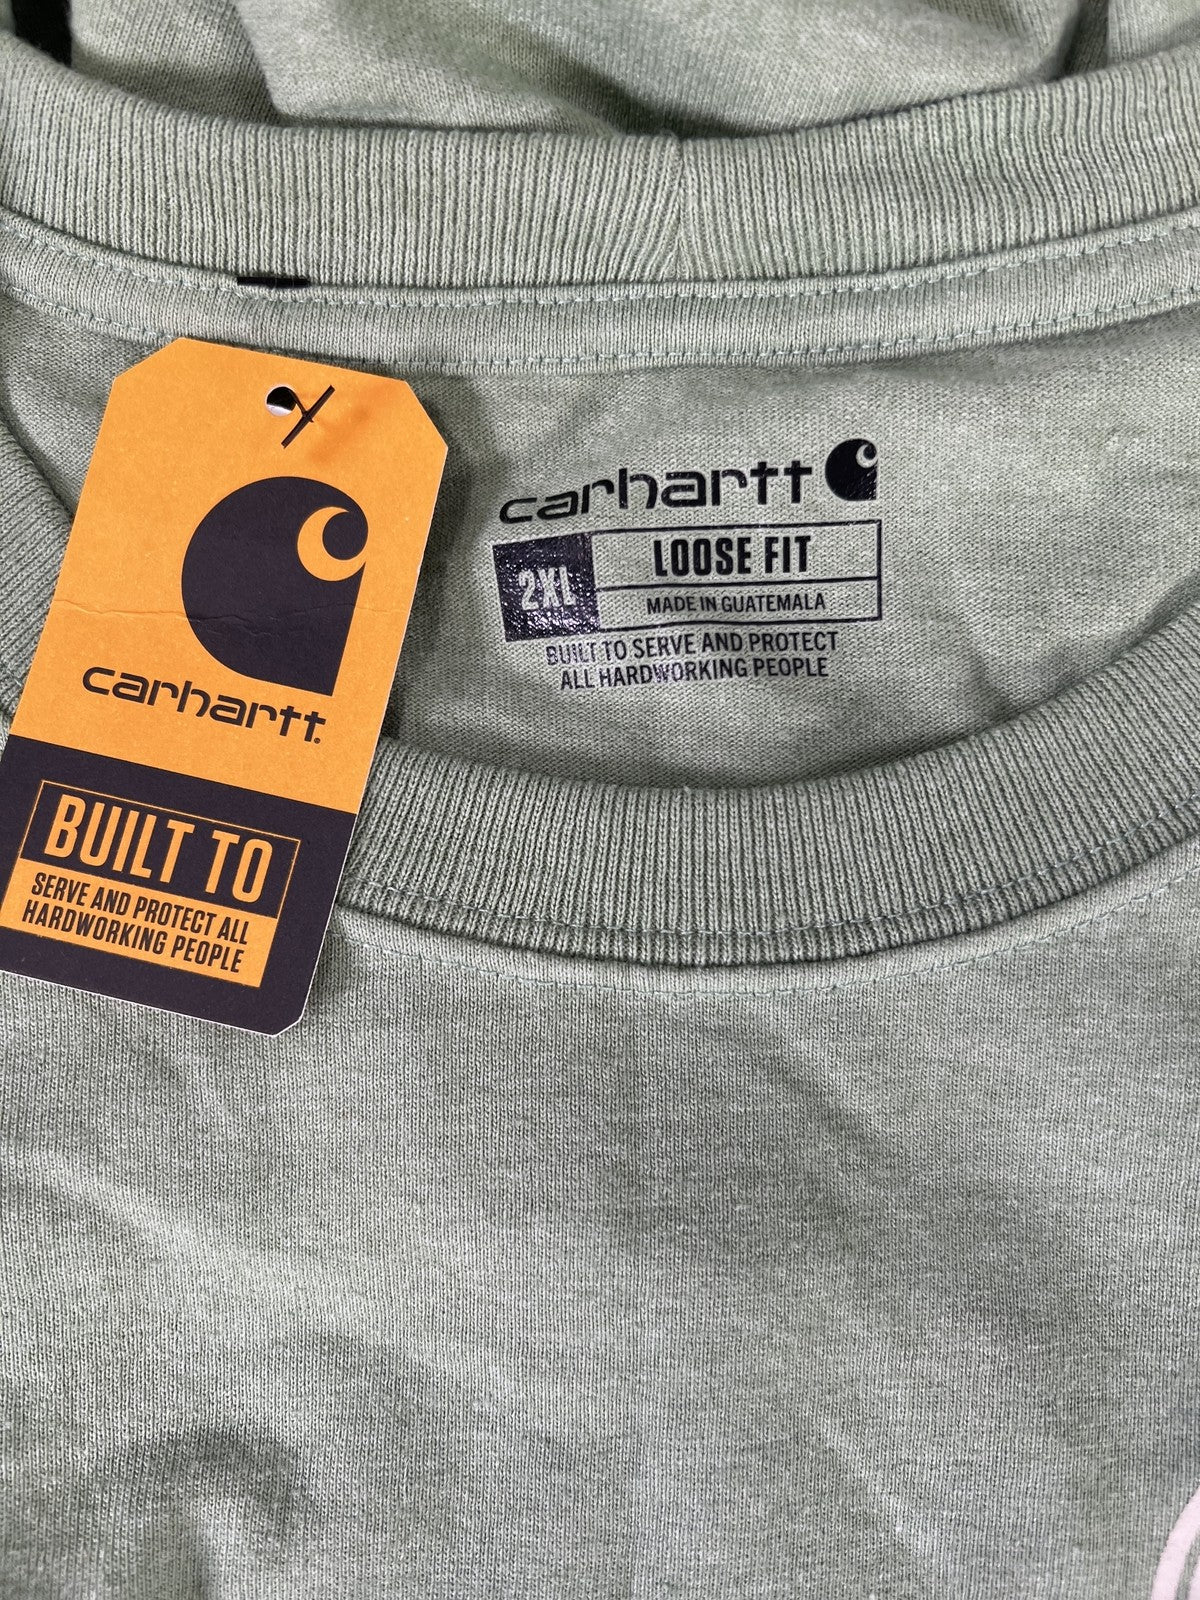 carhartt
LOOSE FIT
2XL
MADE IN GUATEMALA
BUILT TO SERVE AND PROTECT
ALL HARDWORKING PEOPLE
carhartt.
BUILT TO
SERVE AND PROTECT ALL
HARDWORKING PEOPLE